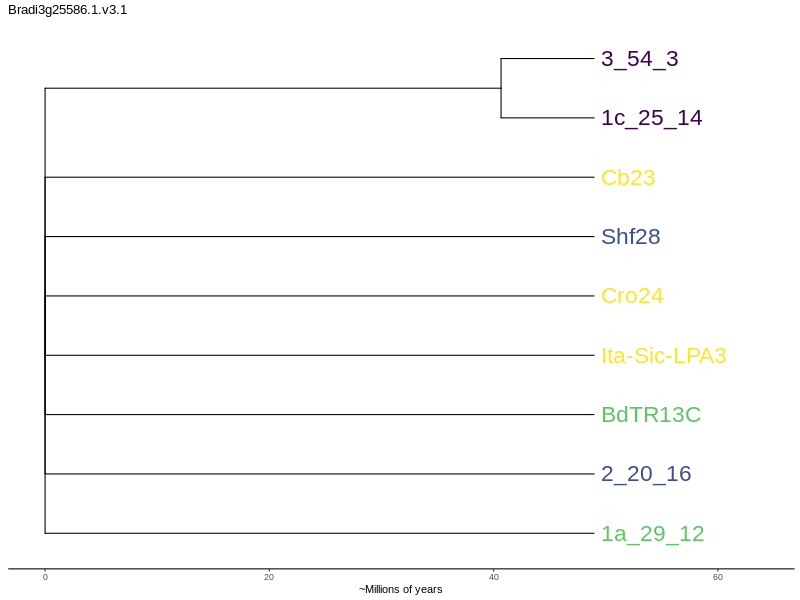 Bradi3g25586.1.v3.1
3_54_3
1c_25_14
Cb23
Shf28
Cro24
Ita-Sic-LPA3
BdTR13C
2_20_16
1a_29_12
0 20 40 60
~Millions of years